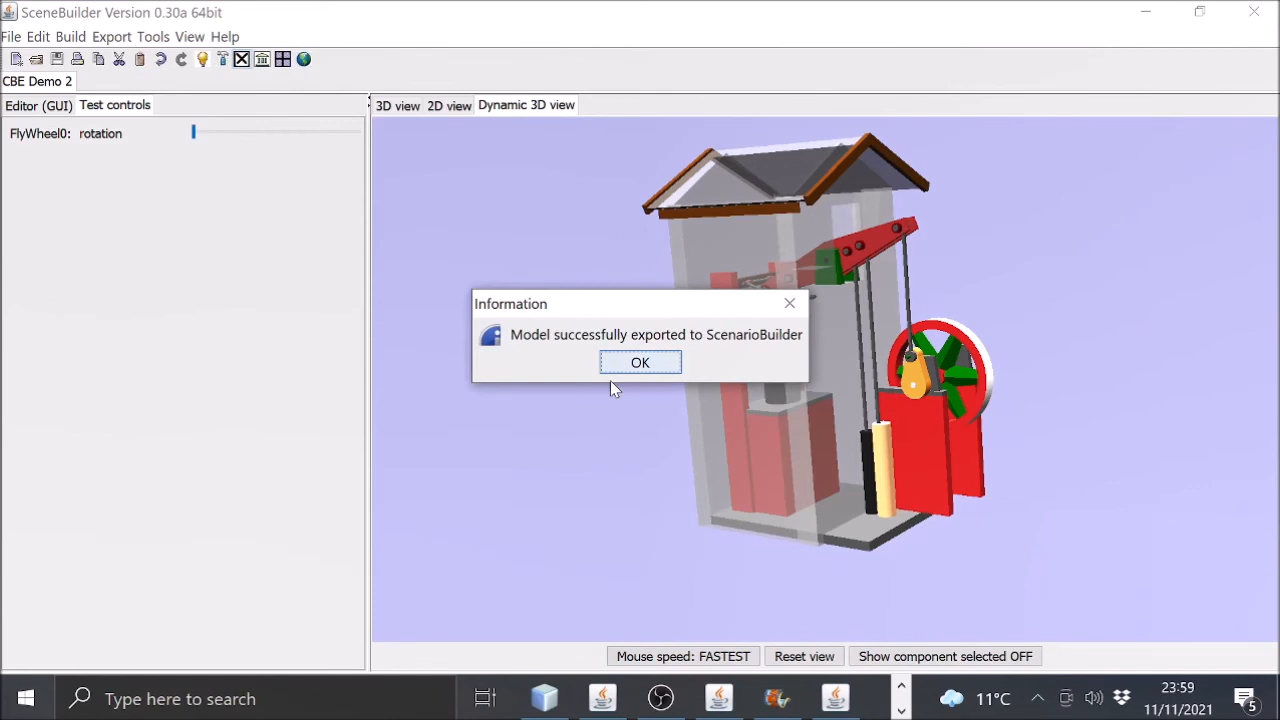 SceneBuilder Version 0.30a 64bit
File Edit Build Export Tools View Help
CBE Demo 2
Editor (GUI) Test controls
3D view 2D view Dynamic 3D view
FlyWheel0: rotation
Information
Model successfully exported to ScenarioBuilder
OK
Mouse speed: FASTEST Reset view Show component selected OFF
Type here to search
11°C
23:59
11/11/2021
5